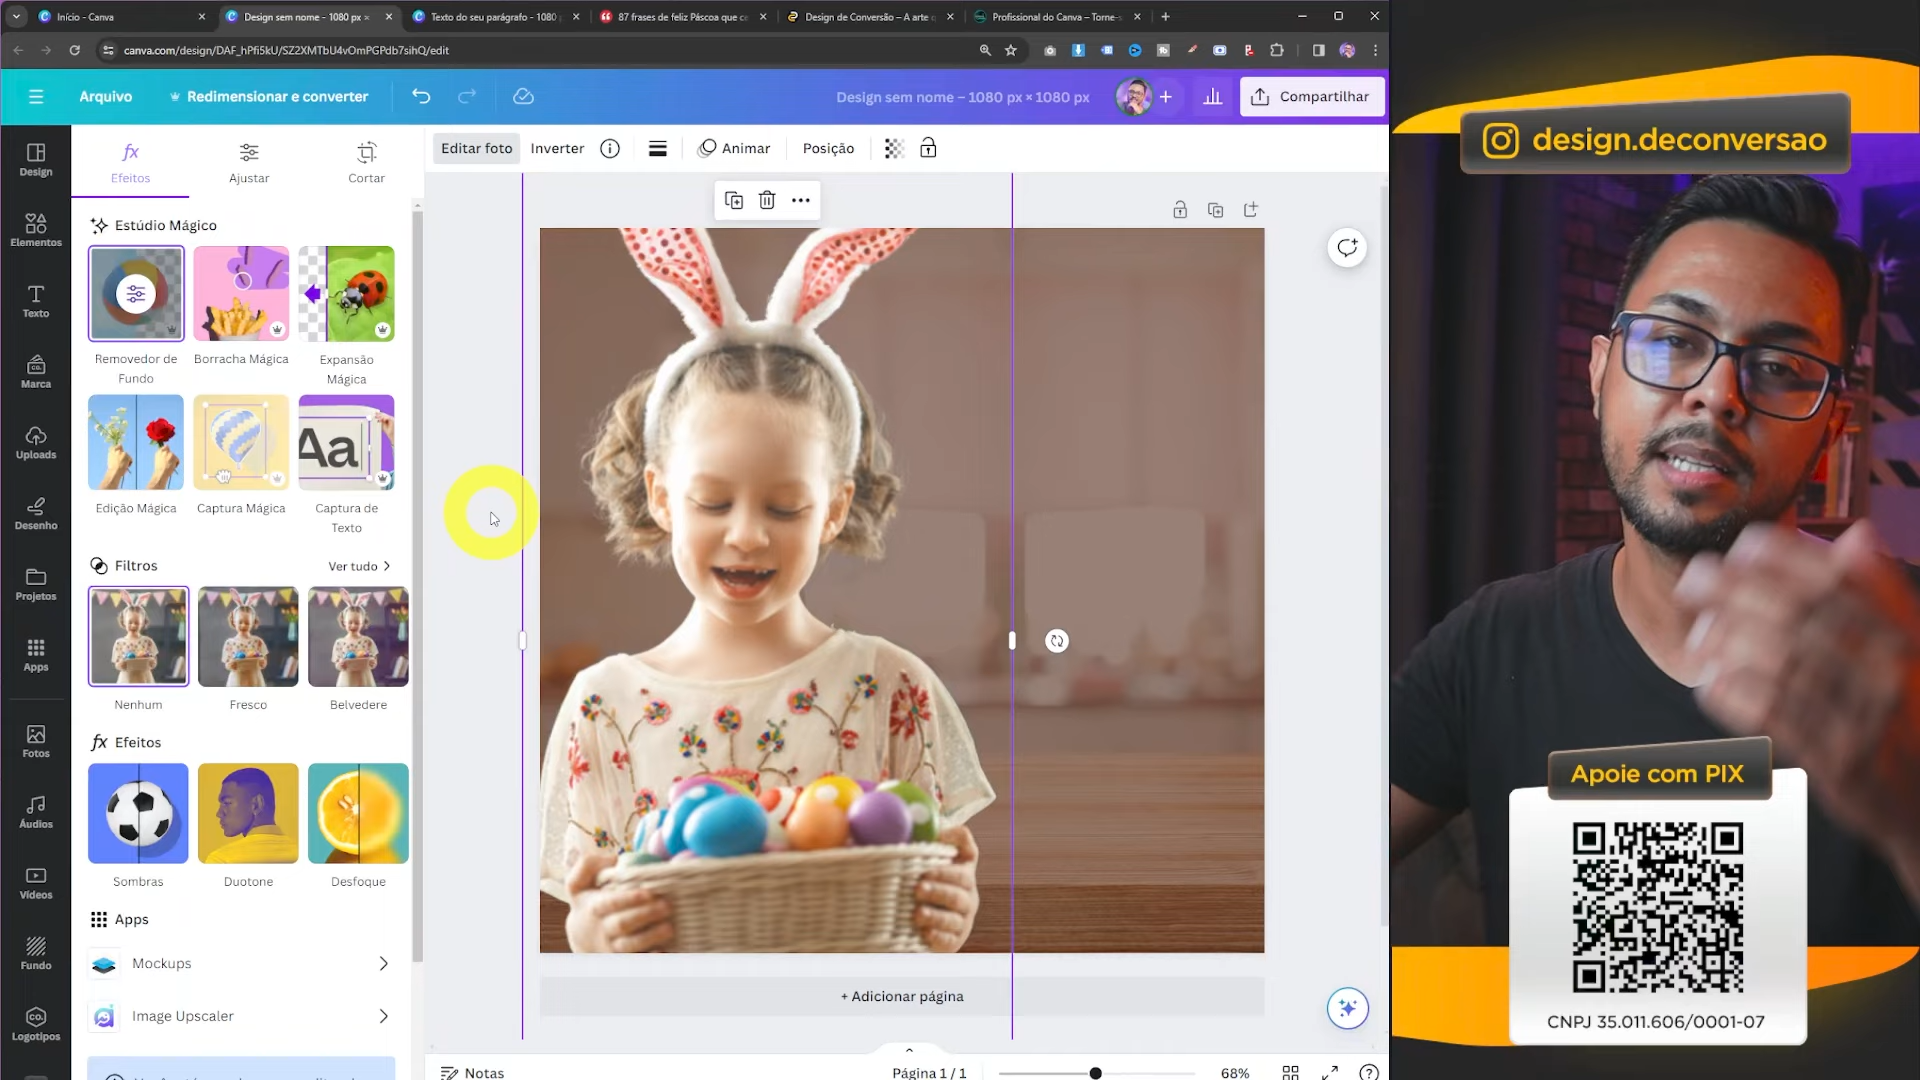 Início - Canva
Design sem nome - 1080 px ×
Texto do seu parágrafo - 1080
87 frases de feliz Páscoa que ce
Design de Conversão – A arte
Profissional do Canva – Torne-s
canva.com/design/DAF_hPfi5kU/SZ2XMTbU4vOmPGPdb7sihQ/edit
Arquivo
Redimensionar e converter
Design sem nome – 1080 px × 1080 px
Compartilhar
Design
Elementos
Texto
Marca
Uploads
Desenho
Projetos
Apps
Fotos
Áudios
Vídeos
Fundo
Logotipos
Efeitos
Ajustar
Cortar
Estúdio Mágico
Removedor de
Fundo
Borracha Mágica
Expansão
Mágica
Edição Mágica
Captura Mágica
Aa
Captura de
Texto
Filtros
Ver tudo
Nenhum
Fresco
Belvedere
fx Efeitos
Sombras
Duotone
Desfoque
Apps
Mockups
Image Upscaler
Editar foto
Inverter
Animar
Posição
+ Adicionar página
Notas
Página 1 / 1
68%
design.deconversao
Apoie com PIX
CNPJ 35.011.606/0001-07